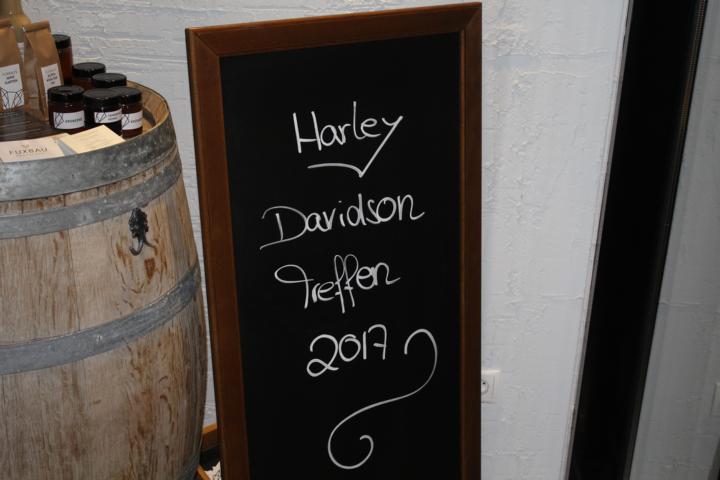 Harley
Davidson
Treffen
2017
FUXBAU